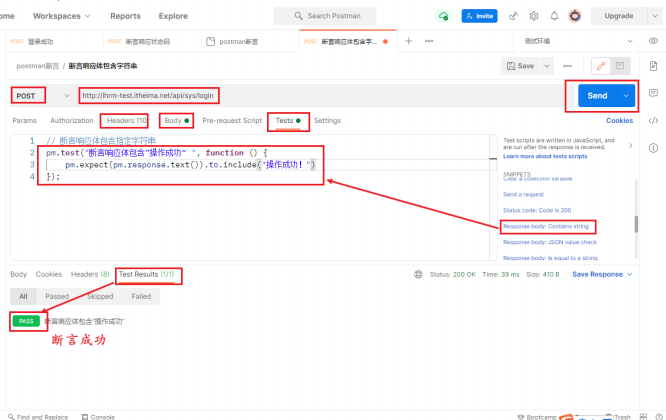 ome Workspaces Reports Explore Search Postman Invite Upgrade
POST 登录成功 POST 断言响应状态码 postman断言 POST 断言响应体包含字... + ••• 测试环境
postman断言 / 断言响应体包含字符串 Save •••
POST http://ihrm-test.itheima.net/api/sys/login Send
Params Authorization Headers (10 Body Pre-request Script Tests Settings Cookies
1 // 断言响应体包含指定字符串
2 pm.test("断言响应体包含“操作成功” ", function () {
3 pm.expect(pm.response.text()).to.include("操作成功！")
4 });
Test scripts are written in JavaScript, and
are run after the response is received.
Learn more about tests scripts
SNIPPETS
Clear a collection variable
Send a request
Status code: Code is 200
Response body: Contains string
Response body: JSON value check
Response body: Is equal to a string
Body Cookies Headers (8) Test Results (1/1) Status: 200 OK Time: 39 ms Size: 410 B Save Response
All Passed Skipped Failed
PASS 断言响应体包含“操作成功”
断言成功
Find and Replace Console Bootcamp Trash